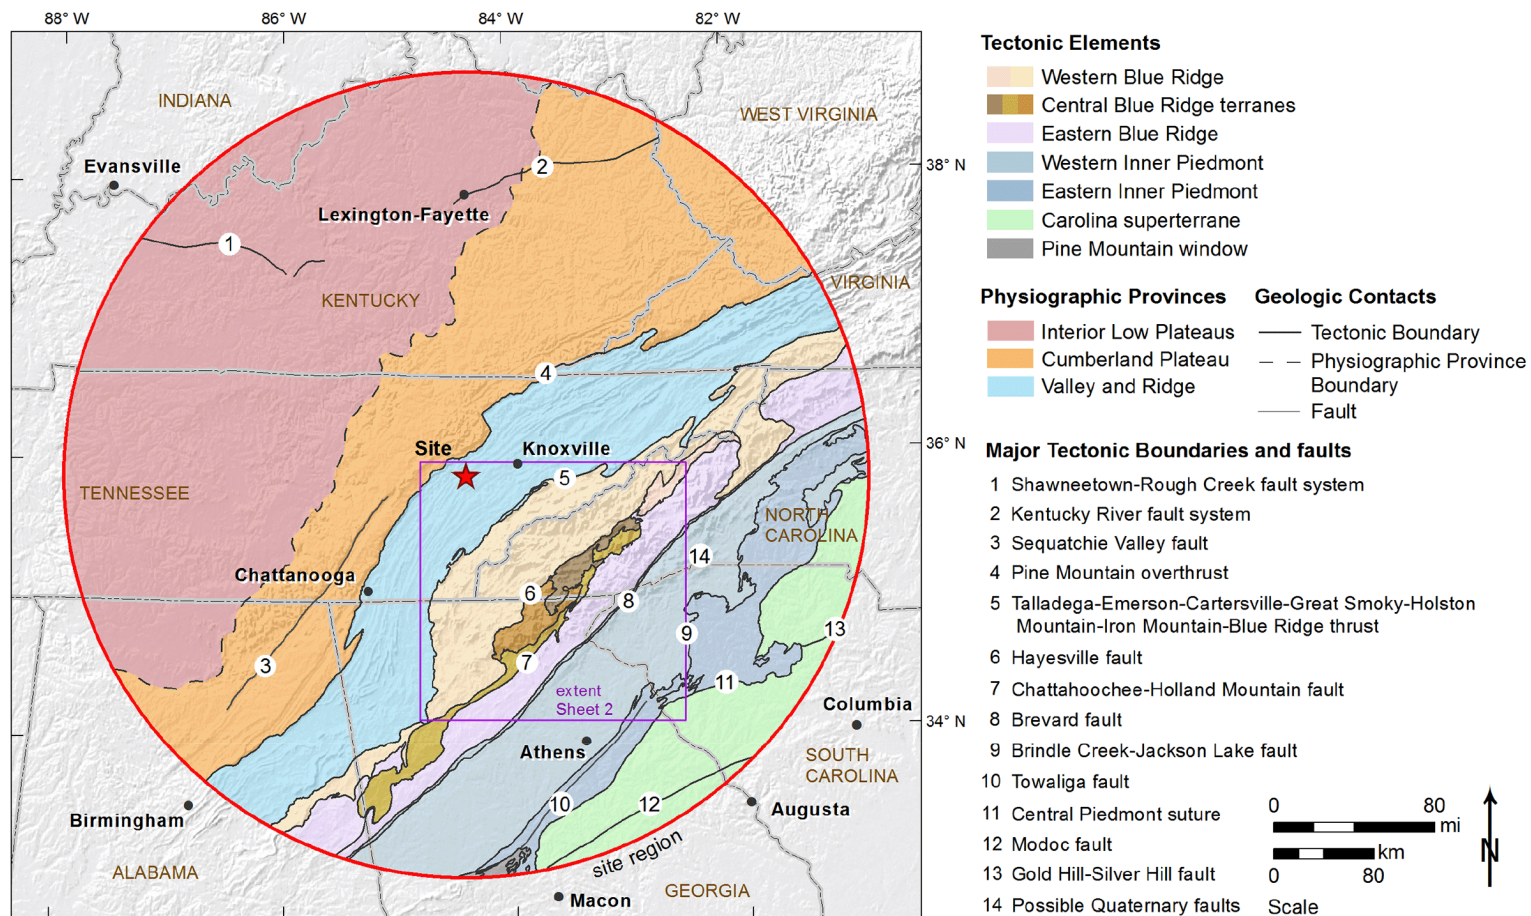 88° W
86° W
84° W
82° W
38° N
36° N
34° N
INDIANA
WEST VIRGINIA
Evansville
2
Lexington-Fayette
1
KENTUCKY
VIRGINIA
4
Site
Knoxville
5
TENNESSEE
NORTH
CAROLINA
14
Chattanooga
6
8
9
13
3
7
11
extent
Sheet 2
Columbia
Athens
SOUTH
CAROLINA
10
12
Augusta
Birmingham
site region
ALABAMA
GEORGIA
Macon
Tectonic Elements
Western Blue Ridge
Central Blue Ridge terranes
Eastern Blue Ridge
Western Inner Piedmont
Eastern Inner Piedmont
Carolina superterrane
Pine Mountain window
Physiographic Provinces
Interior Low Plateaus
Cumberland Plateau
Valley and Ridge
Geologic Contacts
Tectonic Boundary
Physiographic Province
Boundary
Fault
Major Tectonic Boundaries and faults
1 Shawneetown-Rough Creek fault system
2 Kentucky River fault system
3 Sequatchie Valley fault
4 Pine Mountain overthrust
5 Talladega-Emerson-Cartersville-Great Smoky-Holston
Mountain-Iron Mountain-Blue Ridge thrust
6 Hayesville fault
7 Chattahoochee-Holland Mountain fault
8 Brevard fault
9 Brindle Creek-Jackson Lake fault
10 Towaliga fault
11 Central Piedmont suture
12 Modoc fault
13 Gold Hill-Silver Hill fault
14 Possible Quaternary faults
0 80
mi
km
0 80
Scale
N